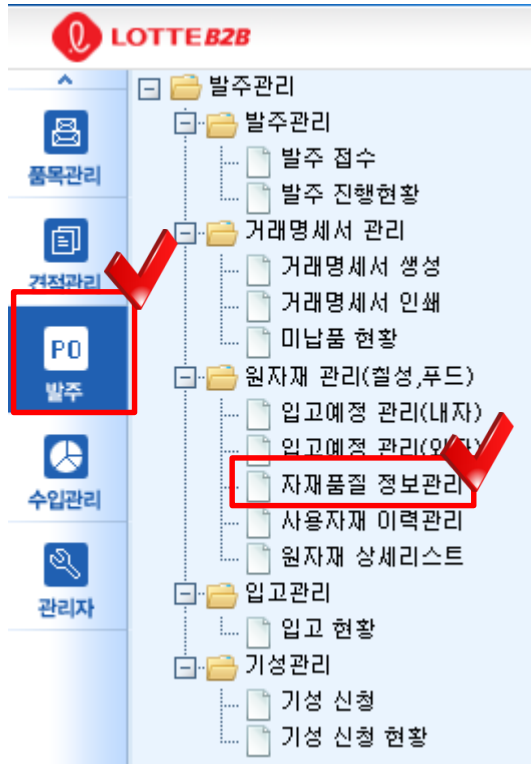 LOTTE B2B
품목관리
견적관리
PO
발주
수입관리
관리자
발주관리
발주관리
발주 접수
발주 진행현황
거래명세서 관리
거래명세서 생성
거래명세서 인쇄
미납품 현황
원자재 관리(칠성,푸드)
입고예정 관리(내자)
입고예정 관리(외자)
자재품질 정보관리
사용자재 이력관리
원자재 상세리스트
입고관리
입고 현황
기성관리
기성 신청
기성 신청 현황